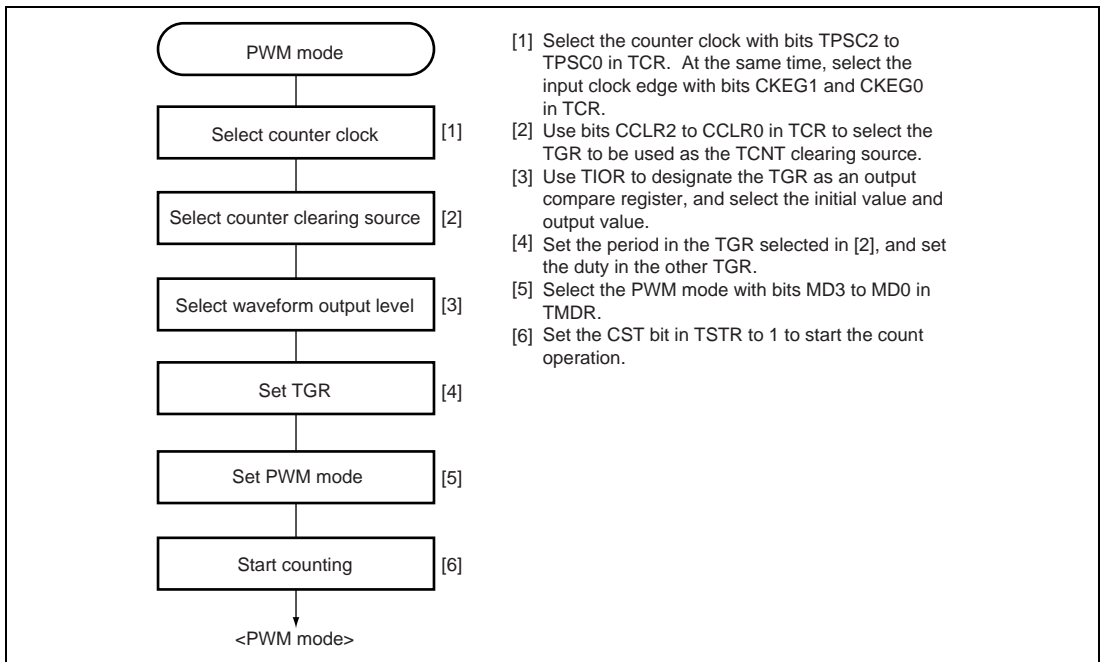 PWM mode
Select counter clock [1]
Select counter clearing source [2]
Select waveform output level [3]
Set TGR [4]
Set PWM mode [5]
Start counting [6]
<PWM mode>
[1] Select the counter clock with bits TPSC2 to
TPSC0 in TCR. At the same time, select the
input clock edge with bits CKEG1 and CKEG0
in TCR.
[2] Use bits CCLR2 to CCLR0 in TCR to select the
TGR to be used as the TCNT clearing source.
[3] Use TIOR to designate the TGR as an output
compare register, and select the initial value and
output value.
[4] Set the period in the TGR selected in [2], and set
the duty in the other TGR.
[5] Select the PWM mode with bits MD3 to MD0 in
TMDR.
[6] Set the CST bit in TSTR to 1 to start the count
operation.